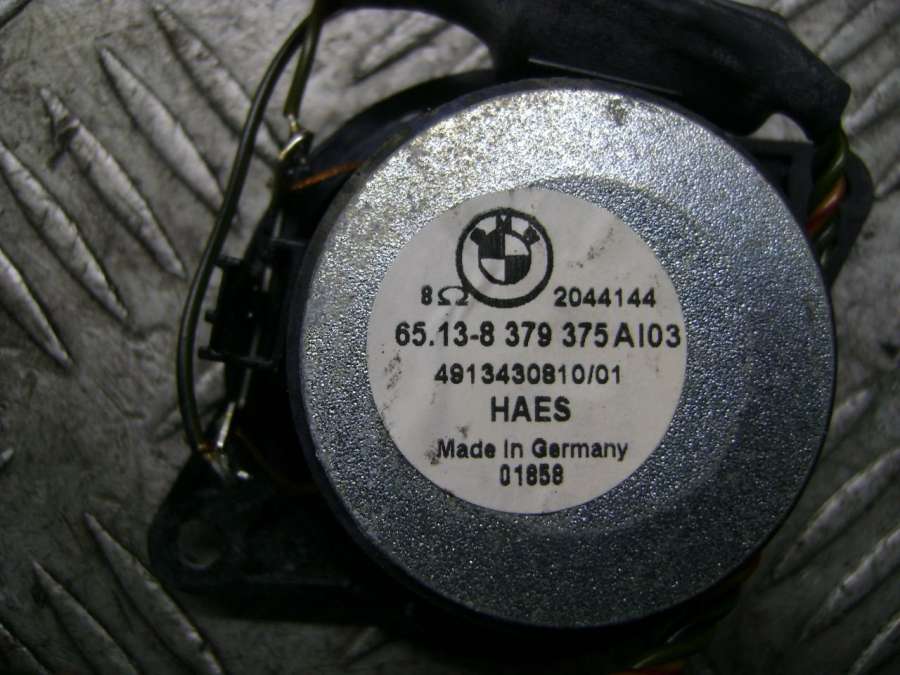 8Ω 2044144
65.13-8 379 375 AI03
4913430810/01
HAES
Made In Germany
01858